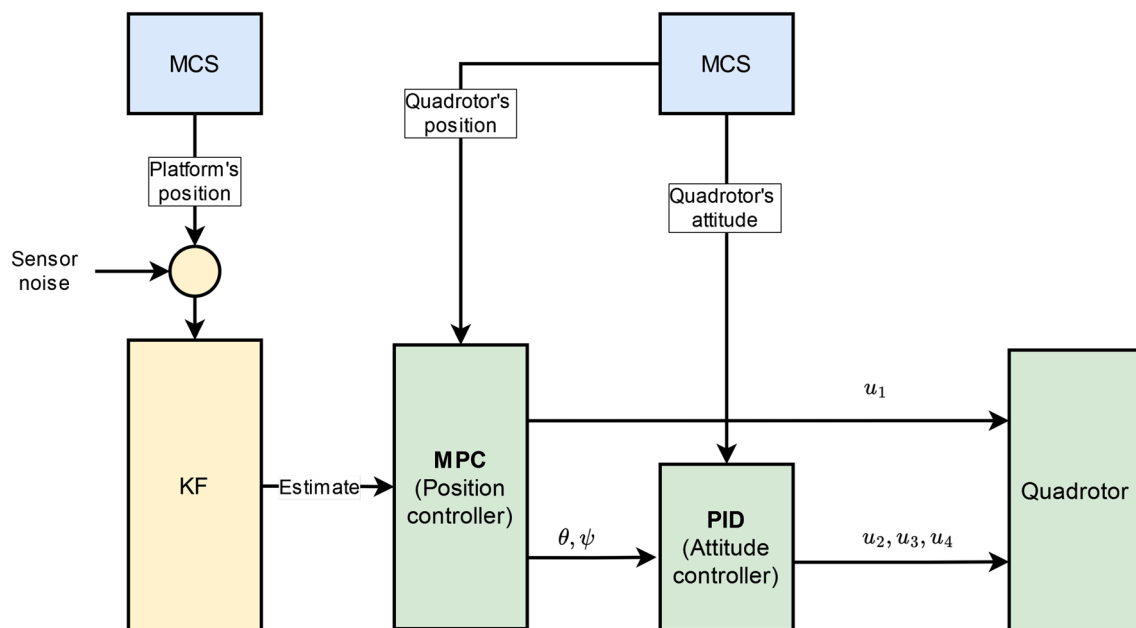 MCS
MCS
Quadrotor's
position
Platform's
position
Quadrotor's
attitude
Sensor
noise
u₁
MPC
(Position
controller)
KF
Estimate
Quadrotor
PID
(Attitude
controller)
θ, ψ
u₂, u₃, u₄